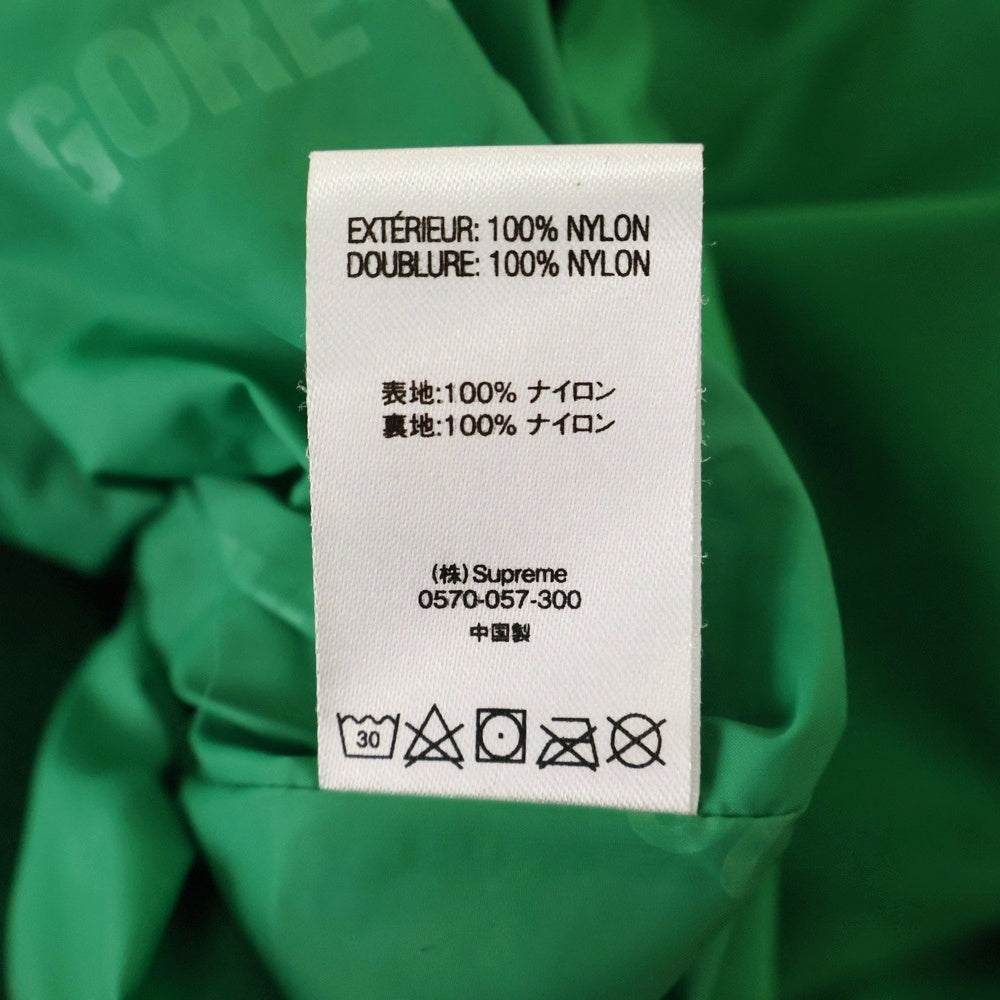 GORE
EXTÉRIEUR: 100% NYLON
DOUBLURE: 100% NYLON
表地:100% ナイロン
裏地:100% ナイロン
(株)Supreme
0570-057-300
中国製
30